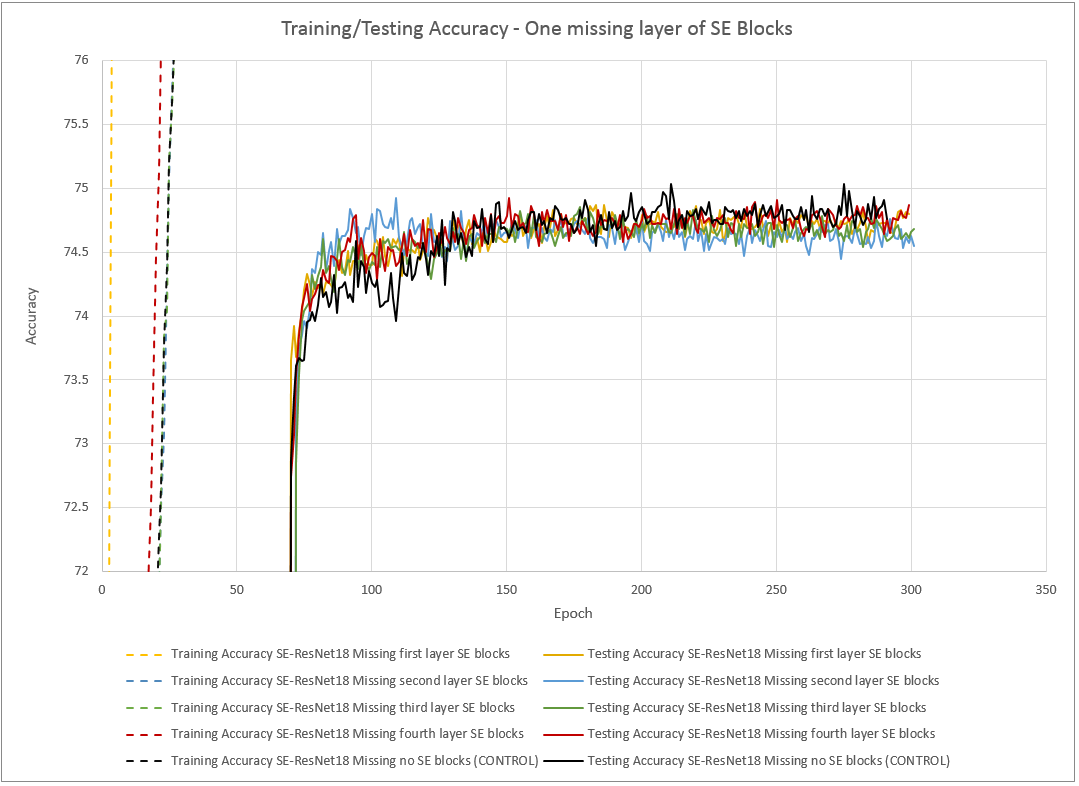 Training/Testing Accuracy - One missing layer of SE Blocks
76
75.5
75
74.5
74
73.5
73
72.5
72
Accuracy
0 50 100 150 200 250 300 350
Epoch
Training Accuracy SE-ResNet18 Missing first layer SE blocks Testing Accuracy SE-ResNet18 Missing first layer SE blocks
Training Accuracy SE-ResNet18 Missing second layer SE blocks Testing Accuracy SE-ResNet18 Missing second layer SE blocks
Training Accuracy SE-ResNet18 Missing third layer SE blocks Testing Accuracy SE-ResNet18 Missing third layer SE blocks
Training Accuracy SE-ResNet18 Missing fourth layer SE blocks Testing Accuracy SE-ResNet18 Missing fourth layer SE blocks
Training Accuracy SE-ResNet18 Missing no SE blocks (CONTROL) Testing Accuracy SE-ResNet18 Missing no SE blocks (CONTROL)